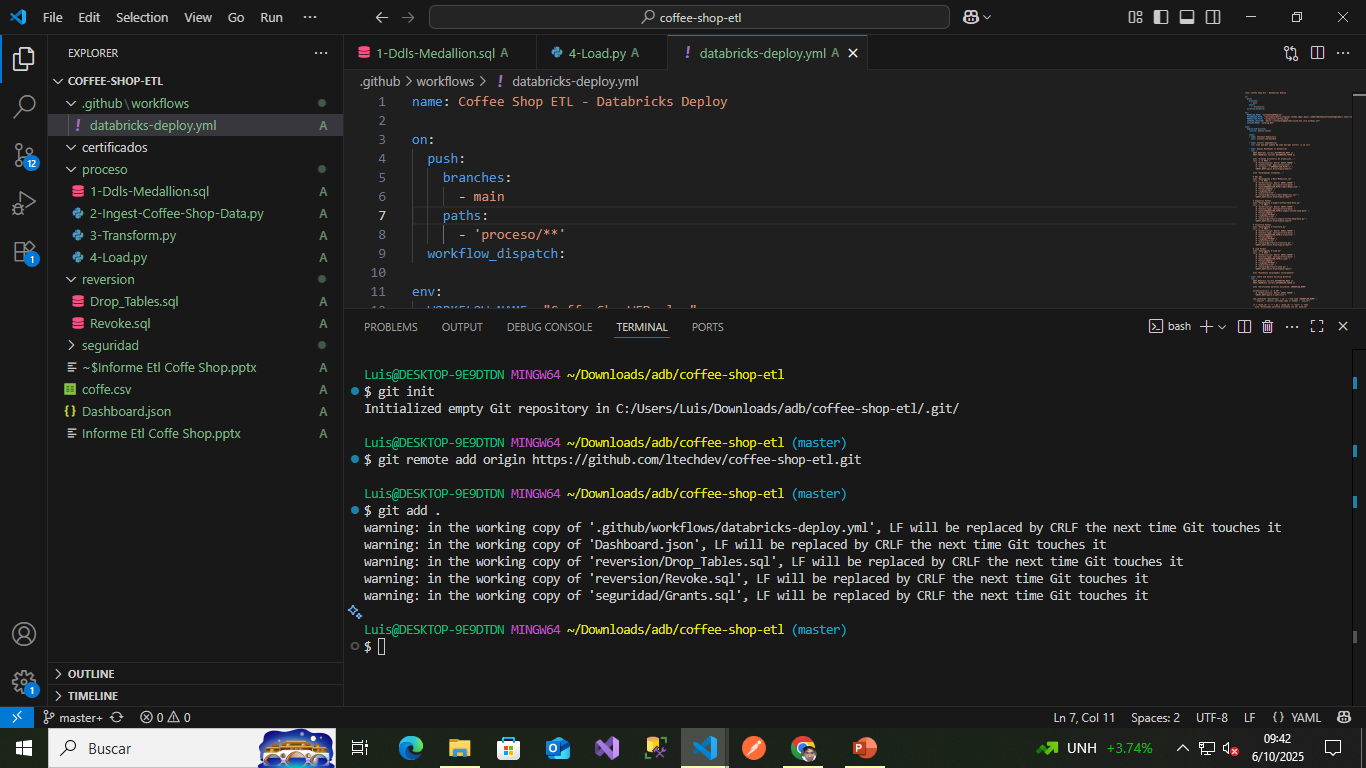 File Edit Selection View Go Run ···
coffee-shop-etl
EXPLORER
COFFEE-SHOP-ETL
.github\workflows
databricks-deploy.yml A
certificados
proceso
1-Ddls-Medallion.sql A
2-Ingest-Coffee-Shop-Data.py A
3-Transform.py A
4-Load.py A
reversion
Drop_Tables.sql A
Revoke.sql A
seguridad
~$Informe Etl Coffe Shop.pptx A
coffe.csv A
Dashboard.json A
Informe Etl Coffe Shop.pptx A
OUTLINE
TIMELINE
12
1
1
1-Ddls-Medallion.sql A
4-Load.py A
databricks-deploy.yml A
.github > workflows > databricks-deploy.yml
1 name: Coffee Shop ETL - Databricks Deploy
2
3 on:
4 push:
5 branches:
6 - main
7 paths:
8 - 'proceso/**'
9 workflow_dispatch:
10
11 env:
PROBLEMS OUTPUT DEBUG CONSOLE TERMINAL PORTS
bash
Luis@DESKTOP-9E9DTDN MINGW64 ~/Downloads/adb/coffee-shop-etl
$ git init
Initialized empty Git repository in C:/Users/Luis/Downloads/adb/coffee-shop-etl/.git/
Luis@DESKTOP-9E9DTDN MINGW64 ~/Downloads/adb/coffee-shop-etl (master)
$ git remote add origin https://github.com/ltechdev/coffee-shop-etl.git
Luis@DESKTOP-9E9DTDN MINGW64 ~/Downloads/adb/coffee-shop-etl (master)
$ git add .
warning: in the working copy of '.github/workflows/databricks-deploy.yml', LF will be replaced by CRLF the next time Git touches it
warning: in the working copy of 'Dashboard.json', LF will be replaced by CRLF the next time Git touches it
warning: in the working copy of 'reversion/Drop_Tables.sql', LF will be replaced by CRLF the next time Git touches it
warning: in the working copy of 'reversion/Revoke.sql', LF will be replaced by CRLF the next time Git touches it
warning: in the working copy of 'seguridad/Grants.sql', LF will be replaced by CRLF the next time Git touches it
Luis@DESKTOP-9E9DTDN MINGW64 ~/Downloads/adb/coffee-shop-etl (master)
$
master+ 0 0 Ln 7, Col 11 Spaces: 2 UTF-8 LF {} YAML
Buscar
UNH +3.74%
09:42
6/10/2025